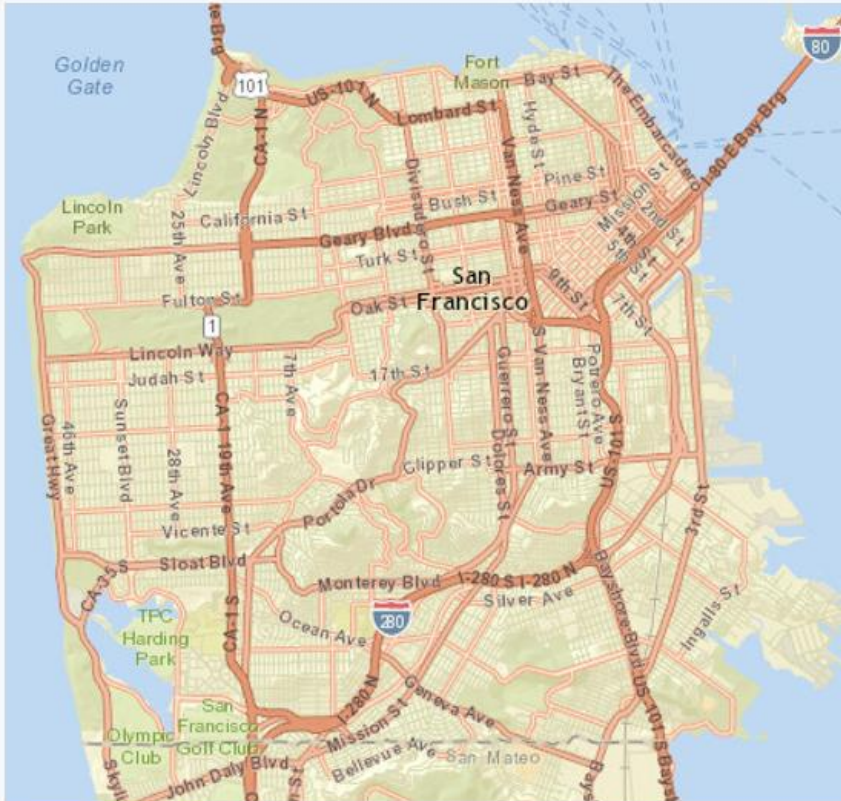 te Brg
Golden
Gate
101
US-101 N
Fort
Mason
Bay St
The Embarcadero
80
I-80 E Bay Brg
Lombard St
Lincoln Blvd
CA-1 N
Hyde St
Van Ness Ave
Divisadero St
Pine St
Mission St
2nd St
Lincoln
Park
25th Ave
California St
Bush St
Geary St
Geary Blvd
4th St
5th St
Turk St
San
Francisco
9th St
7th St
Fulton St
Oak St
1
Lincoln Way
Judah St
7th Ave
17th St
Guerrero St
S Van Ness Ave
Potrero Ave
Bryant St
US-101 S
46th Ave
Sunset Blvd
28th Ave
CA-1 19th Ave
Great Hwy
Clipper St
Dolores St
Army St
Portola Dr
3rd St
Vicente St
Sloat Blvd
CA-35 S
Monterey Blvd
I-280 S I-280 N
Silver Ave
Bayshore Blvd
Ingalls St
CA-1 S
TPC
Harding
Park
Ocean Ave
280
US-101 S Baysh
San
Francisco
Golf Club
I-280 N
Geneva Ave
Mission St
Olympic
Club
Bellevue Ave
San Mateo
John Daly Blvd
Skyli
C
Bays